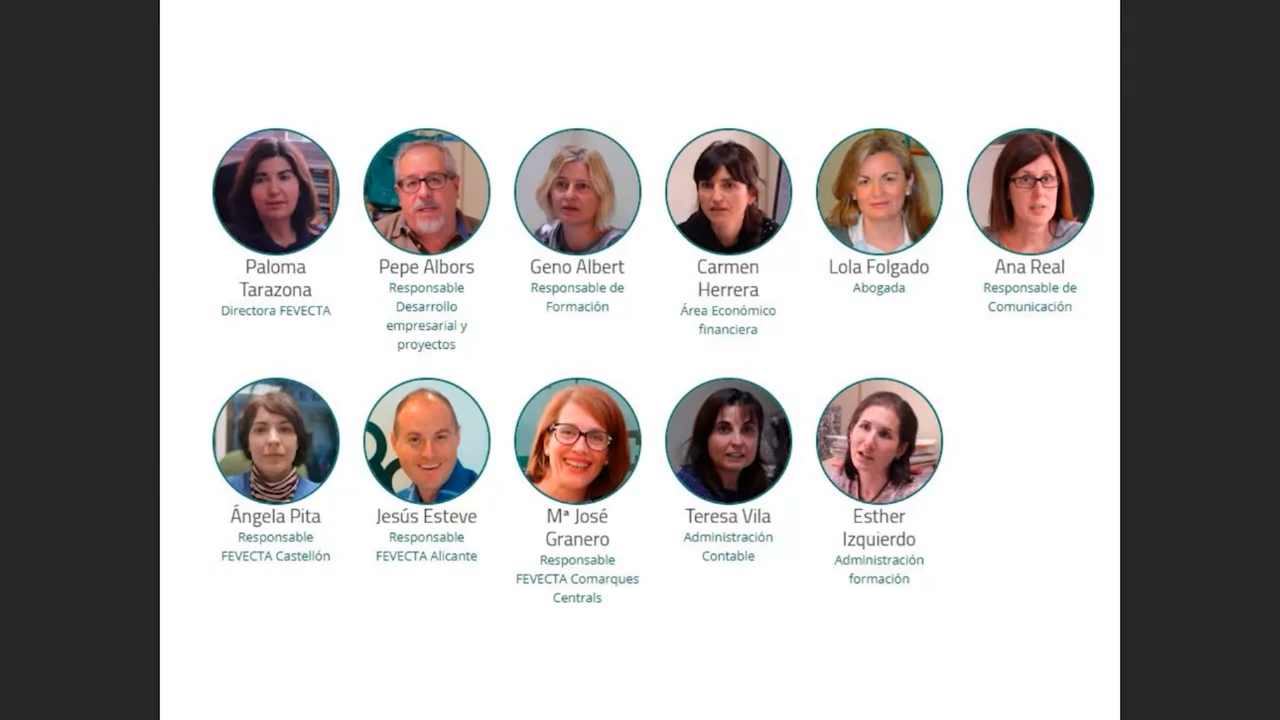 Paloma
Tarazona
Directora FEVECTA
Pepe Albors
Responsable
Desarrollo
empresarial y
proyectos
Geno Albert
Responsable de
Formación
Carmen
Herrera
Área Económico
financiera
Lola Folgado
Abogada
Ana Real
Responsable de
Comunicación
Ángela Pita
Responsable
FEVECTA Castellón
Jesús Esteve
Responsable
FEVECTA Alicante
Mª José
Granero
Responsable
FEVECTA Comarques
Centrals
Teresa Vila
Administración
Contable
Esther
Izquierdo
Administración
formación